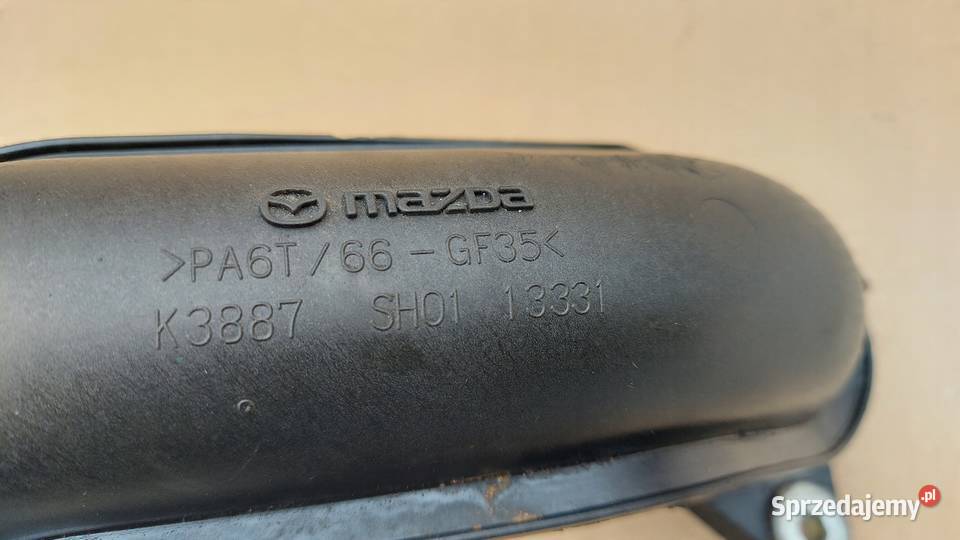 mazda
>PA6T/66-GF35<
K3887 SH01 13331
Sprzedajemy.pl